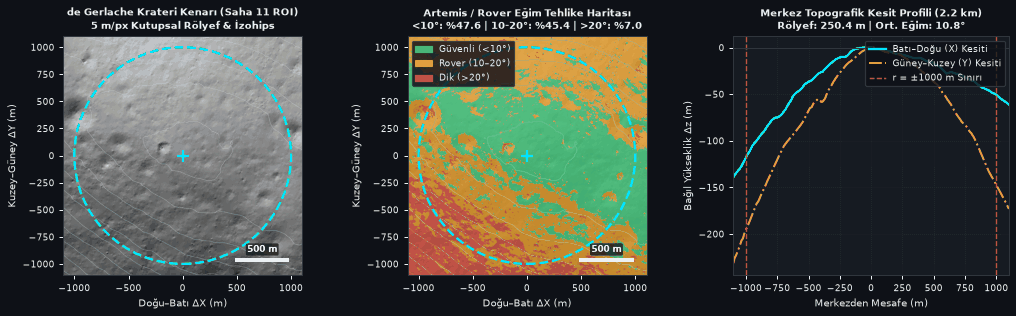 de Gerlache Krateri Kenarı (Saha 11 ROI)
5 m/px Kutupsal Rölyef & İzohips
1000
750
500
250
0
−250
−500
−750
−1000
Kuzey–Güney ΔY (m)
500 m
−1000
−500
0
500
1000
Doğu–Batı ΔX (m)
Artemis / Rover Eğim Tehlike Haritası
<10°: %47.6 | 10-20°: %45.4 | >20°: %7.0
Güvenli (<10°)
Rover (10–20°)
Dik (>20°)
1000
750
500
250
0
−250
−500
−750
−1000
Kuzey–Güney ΔY (m)
500 m
−1000
−500
0
500
1000
Doğu–Batı ΔX (m)
Merkez Topografik Kesit Profili (2.2 km)
Rölyef: 250.4 m | Ort. Eğim: 10.8°
Batı–Doğu (X) Kesiti
Güney–Kuzey (Y) Kesiti
r = ±1000 m Sınırı
0
−50
−100
−150
−200
Bağıl Yükseklik Δz (m)
−1000
−750
−500
−250
0
250
500
750
1000
Merkezden Mesafe (m)